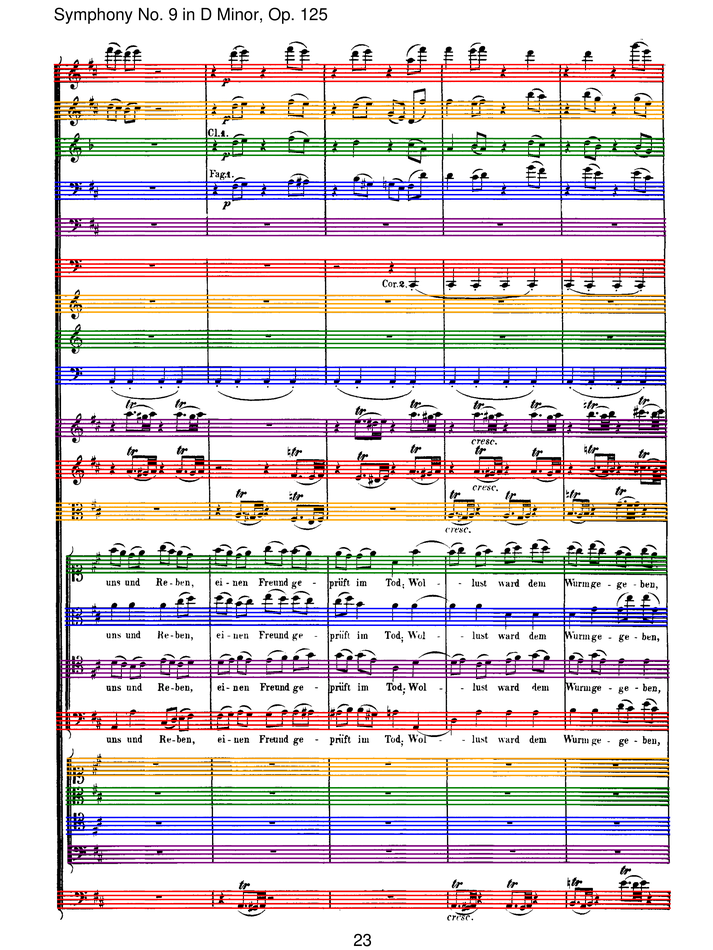 Symphony No. 9 in D Minor, Op. 125
p
p
Cl.1.
p
Fag.1.
p
Cor.2.
tr tr tr tr tr tr tr tr
cresc.
tr tr tr tr tr tr tr tr tr
cresc.
tr tr tr tr tr tr
cresc.
uns und Re-ben, ei-nen Freund ge - prüft im Tod; Wol - - lust ward dem Wurm ge - ge - ben,
uns und Re-ben, ei-nen Freund ge - prüft im Tod; Wol - - lust ward dem Wurm ge - ge - ben,
uns und Re-ben, ei-nen Freund ge - prüft im Tod; Wol - - lust ward dem Wurm ge - ge - ben,
uns und Re-ben, ei-nen Freund ge - prüft im Tod; Wol - - lust ward dem Wurm ge - ge - ben,
tr tr tr tr tr
cresc.
23